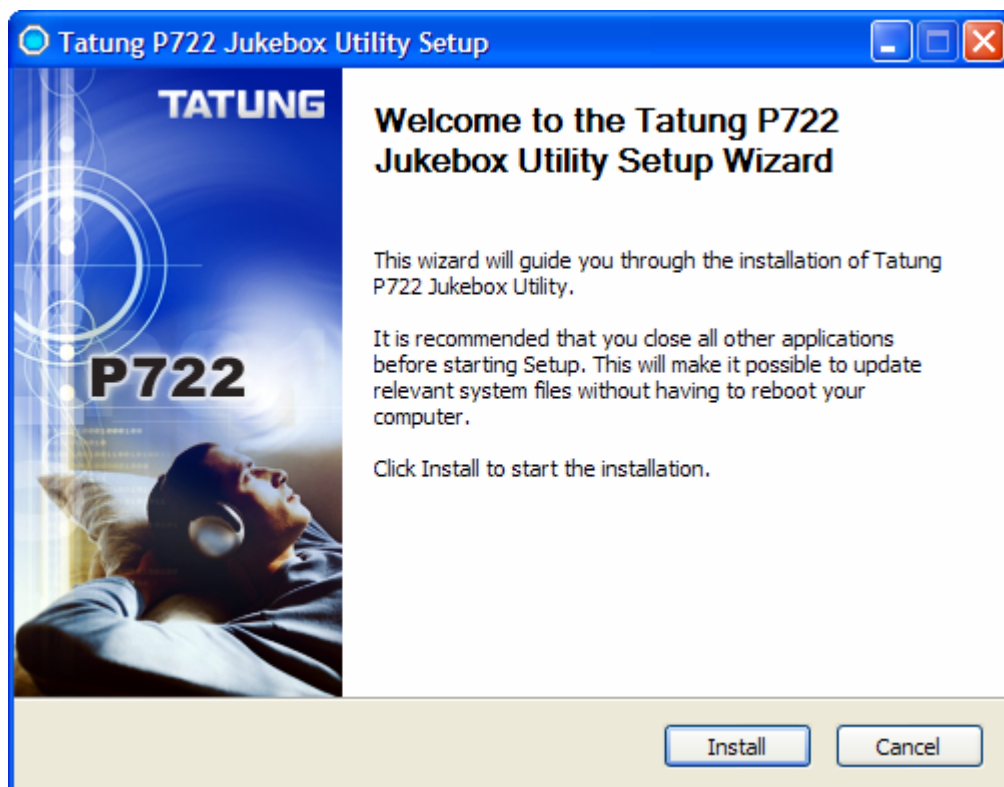 Tatung P722 Jukebox Utility Setup
TATUNG
P722
Welcome to the Tatung P722
Jukebox Utility Setup Wizard
This wizard will guide you through the installation of Tatung
P722 Jukebox Utility.
It is recommended that you close all other applications
before starting Setup. This will make it possible to update
relevant system files without having to reboot your
computer.
Click Install to start the installation.
Install
Cancel